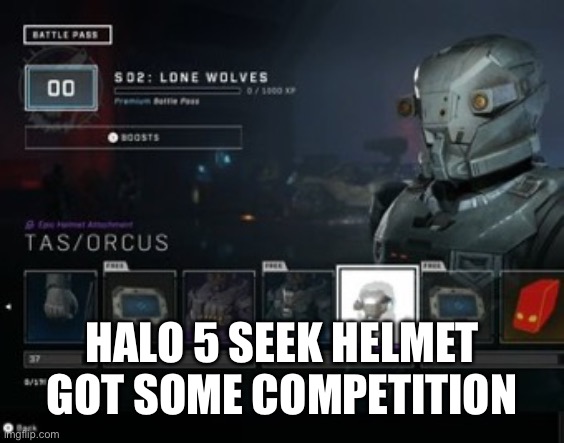 BATTLE PASS
00
S02: LONE WOLVES
0 / 1000 XP
Premium Battle Pass
BOOSTS
Epic Helmet Attachment
TAS/ORCUS
FREE
FREE
FREE
37
HALO 5 SEEK HELMET
GOT SOME COMPETITION
Back
imgflip.com